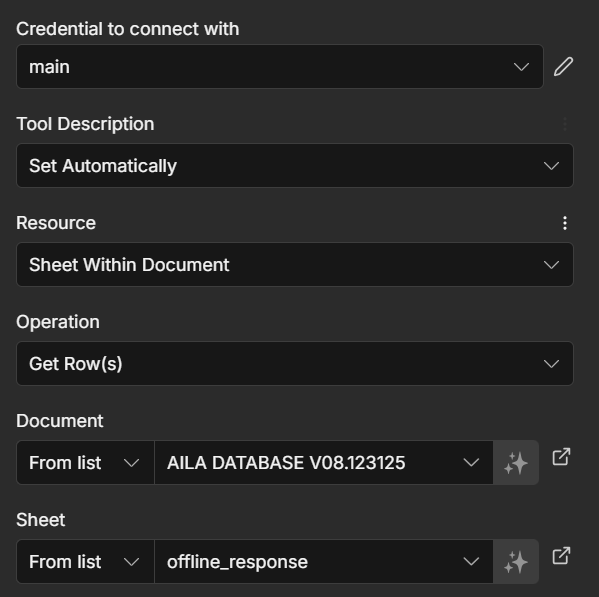 Credential to connect with
main
Tool Description
Set Automatically
Resource
Sheet Within Document
Operation
Get Row(s)
Document
From list AILA DATABASE V08.123125
Sheet
From list offline_response